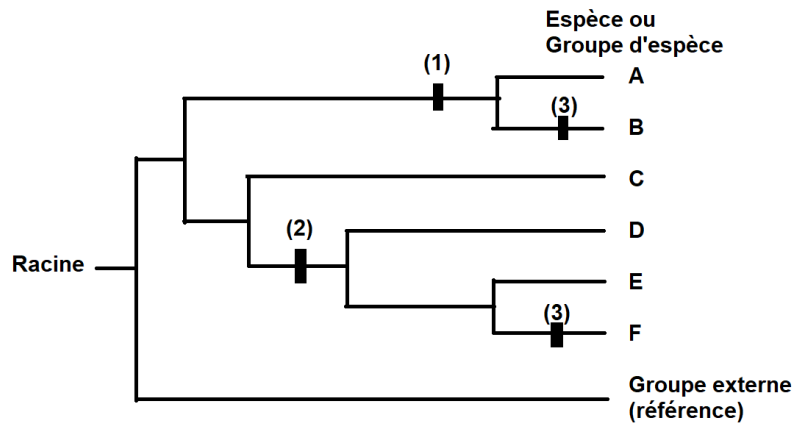 Espèce ou
Groupe d'espèce
(1)
A
(3)
B
C
(2)
D
Racine
E
(3)
F
Groupe externe
(référence)